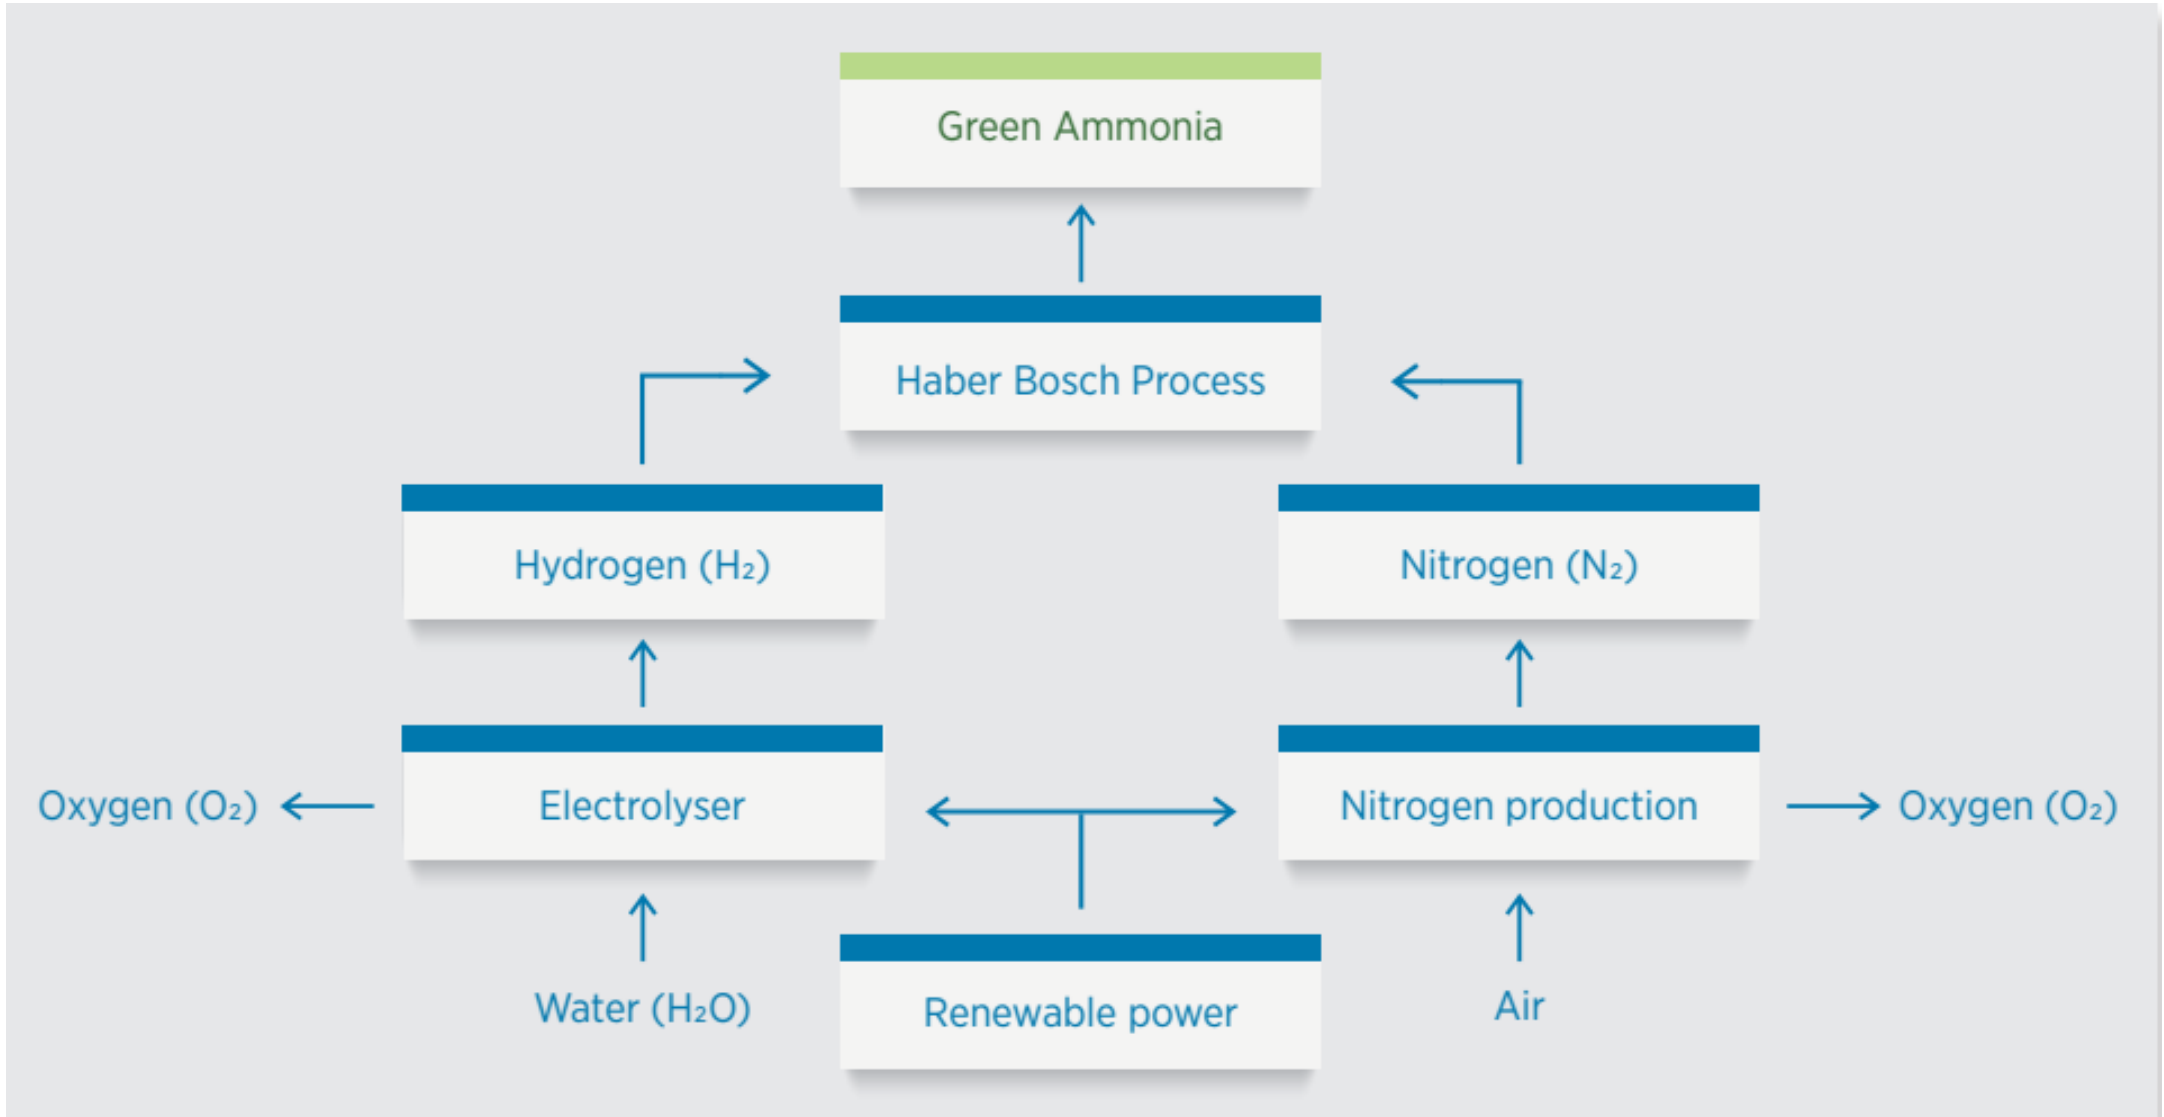 Green Ammonia
Haber Bosch Process
Hydrogen (H₂)
Nitrogen (N₂)
Oxygen (O₂)
Electrolyser
Nitrogen production
Oxygen (O₂)
Water (H₂O)
Renewable power
Air